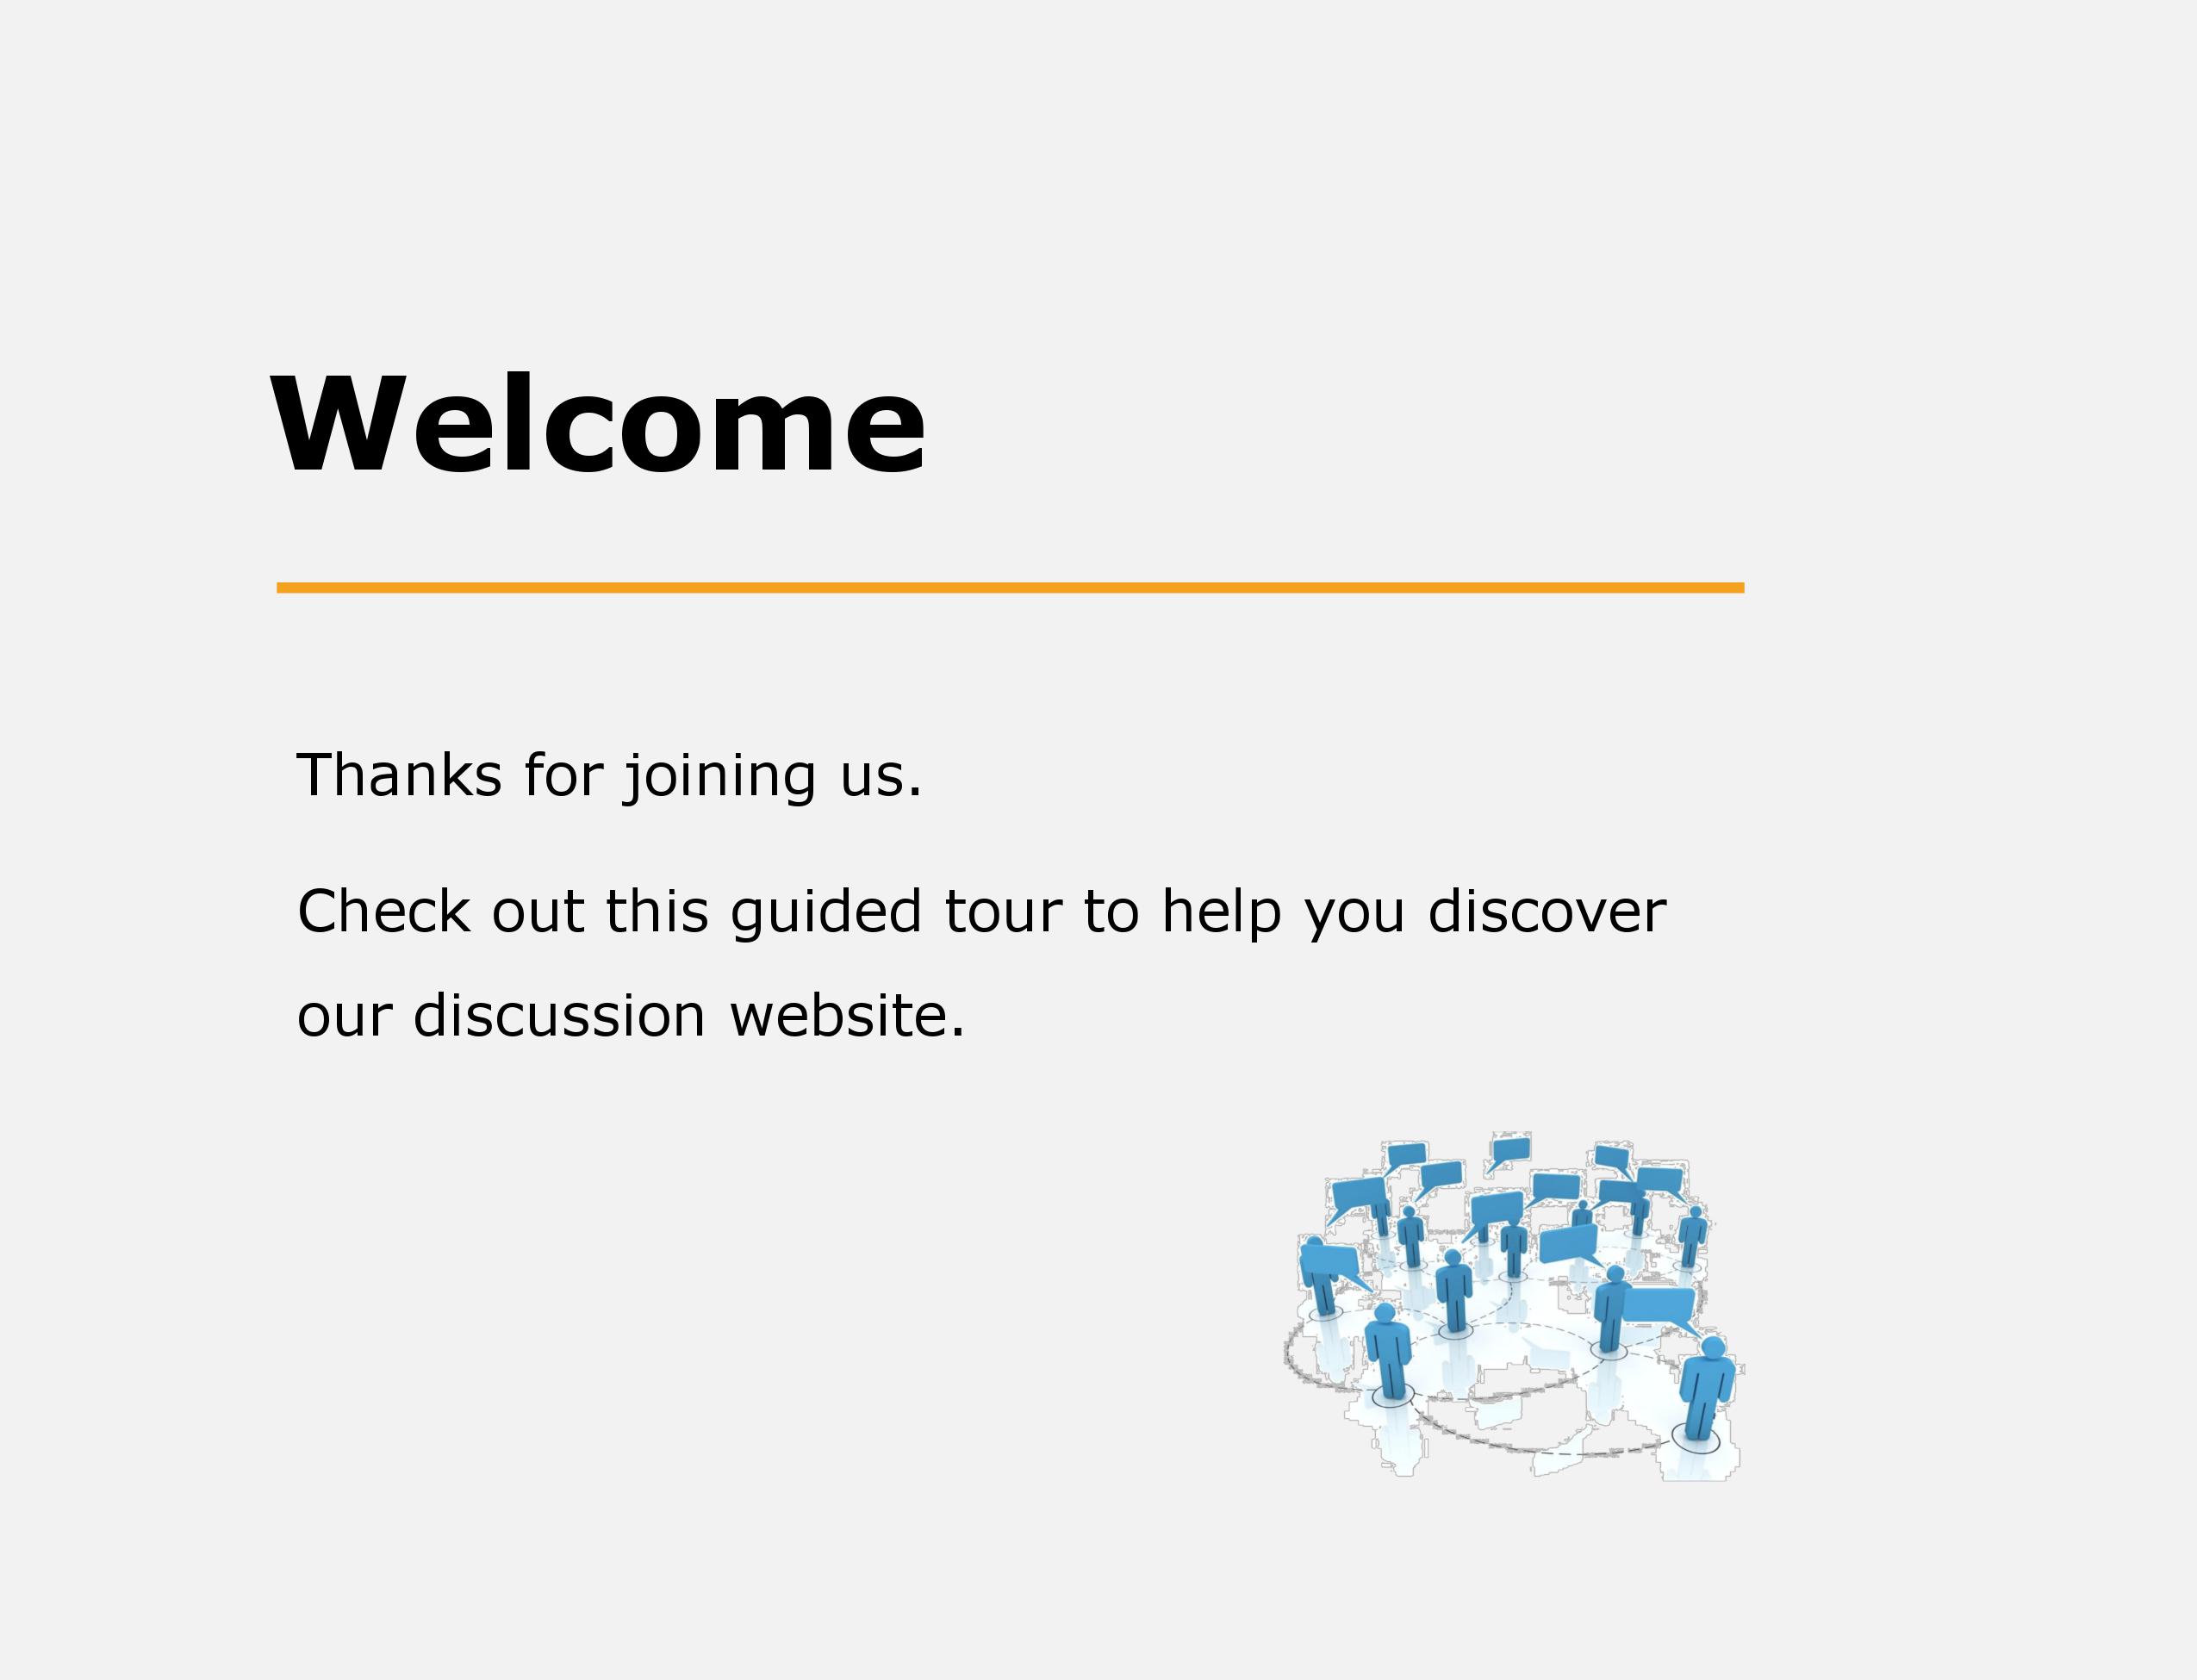 Welcome
Thanks for joining us.
Check out this guided tour to help you discover
our discussion website.